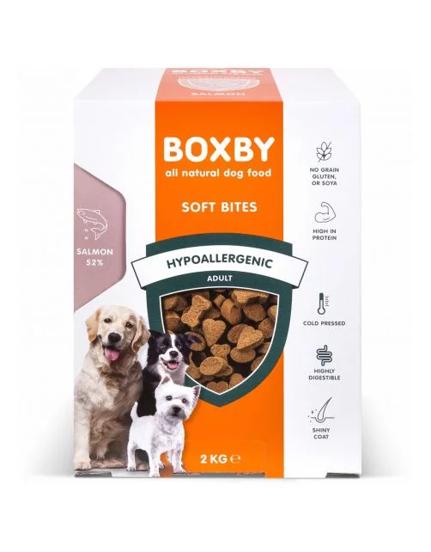 SALMON
BOXBY
all natural dog food
SOFT BITES
HYPOALLERGENIC
ADULT
SALMON
52%
NO GRAIN
GLUTEN,
OR SOYA
HIGH IN
PROTEIN
COLD PRESSED
HIGHLY
DIGESTIBLE
SHINY
COAT
2 KG ℮